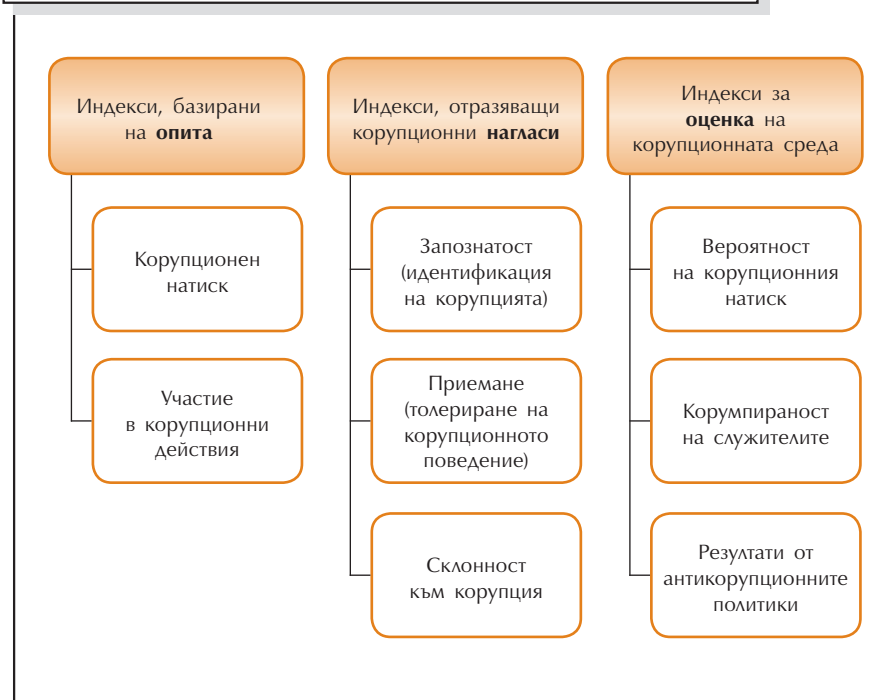 Индекси, базирани
на опита
Корупционен
натиск
Участие
в корупционни
действия
Индекси, отразяващи
корупционни нагласи
Запознатост
(идентификация
на корупцията)
Приемане
(толериране на
корупционното
поведение)
Склонност
към корупция
Индекси за
оценка на
корупционната среда
Вероятност
на корупционния
натиск
Корумпираност
на служителите
Резултати от
антикорупционните
политики